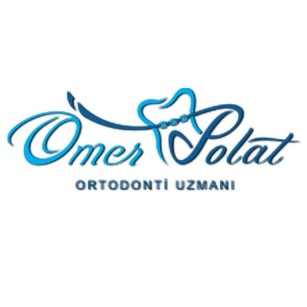 Ömer Polat
ORTODONTİ UZMANI